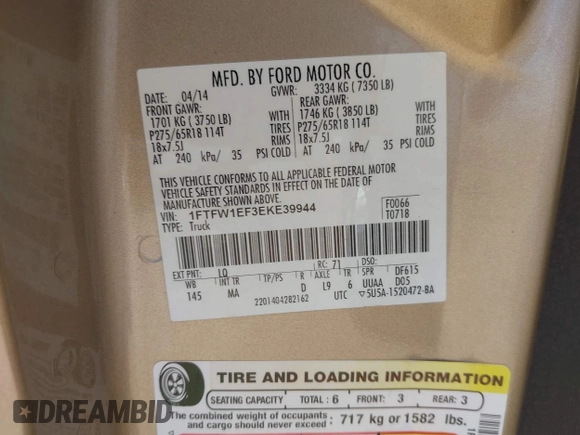 MFD. BY FORD MOTOR CO.
DATE: 04/14 GVWR: 3334 KG ( 7350 LB)
FRONT GAWR: REAR GAWR:
1701 KG ( 3750 LB) WITH 1746 KG ( 3850 LB) WITH
P275/65R18 114T TIRES P275/65R18 114T TIRES
18x7.5J RIMS 18x7.5J RIMS
AT 240 kPa/ 35 PSI COLD AT 240 kPa/ 35 PSI COLD
THIS VEHICLE CONFORMS TO ALL APPLICABLE FEDERAL MOTOR
VEHICLE SAFETY STANDARDS IN EFFECT ON THE DATE OF
MANUFACTURE SHOWN ABOVE.
VIN: 1FTFW1EF3EKE39944 F0066
TYPE: Truck T0718
EXT PNT: LQ RC: 71 DSO:
WB INT TR TP/PS R AXLE TR SPR DF615
145 MA D L9 6 UUAA D05
2201404282162 UTC ▽5U5A-1520472-BA
TIRE AND LOADING INFORMATION
SEATING CAPACITY TOTAL : 6 FRONT: 3 REAR: 3
The combined weight of occupants and cargo should never exceed : 717 kg or 1582 lbs.
DREAMBID